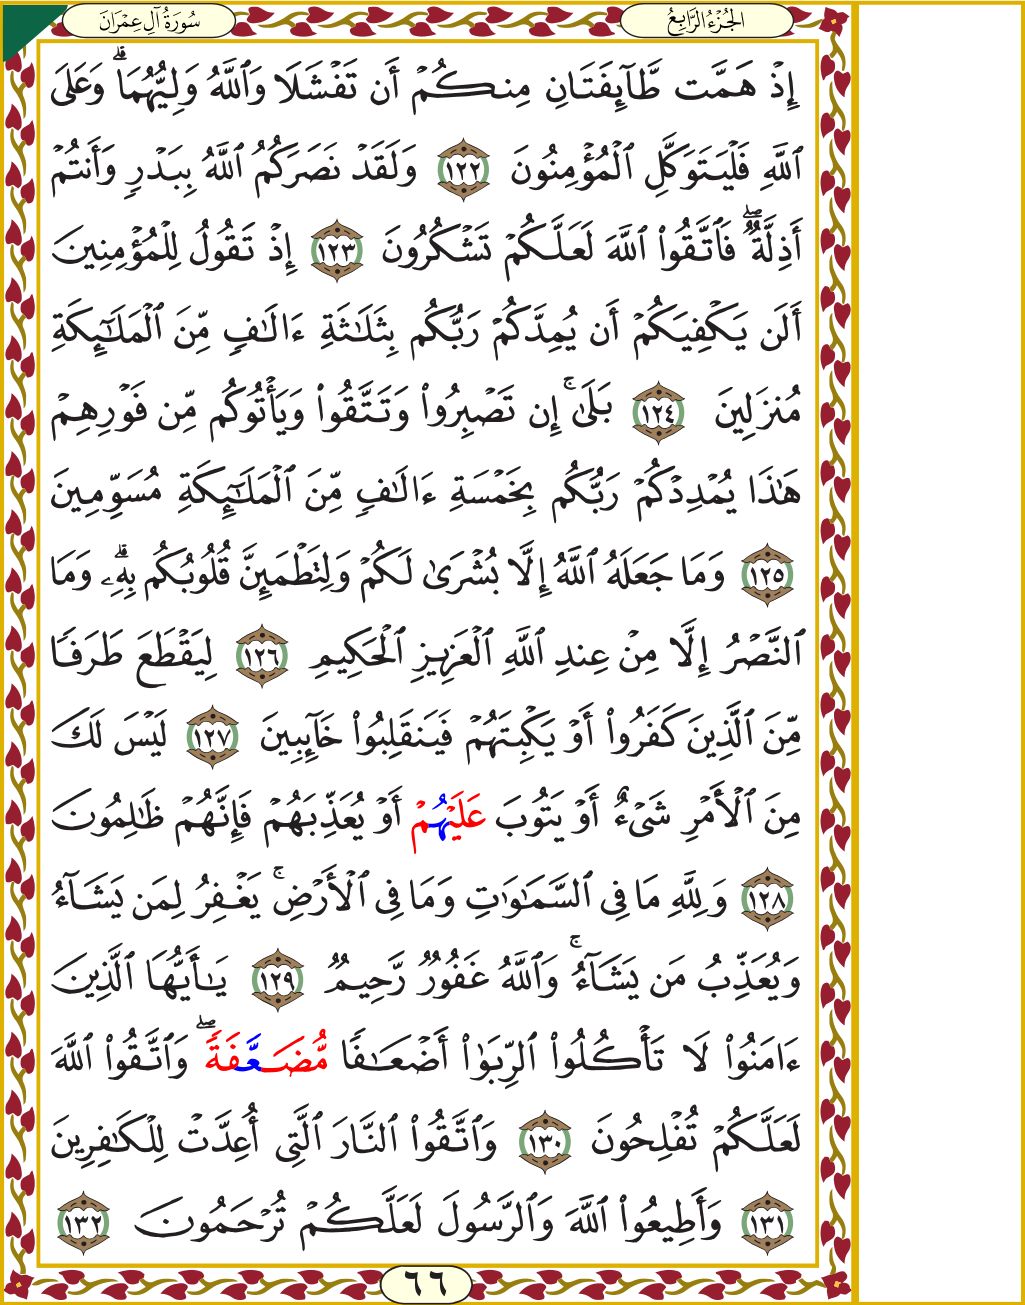 سُورَةُ آلِ عِمْرَانَ
الجُزْءُ الرَّابِعُ
إِذْ هَمَّت طَّآئِفَتَانِ مِنكُمْ أَن تَفْشَلَا وَٱللَّهُ وَلِيُّهُمَا ۗ وَعَلَى
ٱللَّهِ فَلْيَتَوَكَّلِ ٱلْمُؤْمِنُونَ ١٢٢ وَلَقَدْ نَصَرَكُمُ ٱللَّهُ بِبَدْرٍ وَأَنتُمْ
أَذِلَّةٌ ۖ فَٱتَّقُوا۟ ٱللَّهَ لَعَلَّكُمْ تَشْكُرُونَ ١٢٣ إِذْ تَقُولُ لِلْمُؤْمِنِينَ
أَلَن يَكْفِيَكُمْ أَن يُمِدَّكُمْ رَبُّكُم بِثَلَٰثَةِ ءَالَٰفٍ مِّنَ ٱلْمَلَٰٓئِكَةِ
مُنزَلِينَ ١٢٤ بَلَىٰٓ ۚ إِن تَصْبِرُوا۟ وَتَتَّقُوا۟ وَيَأْتُوكُم مِّن فَوْرِهِمْ
هَٰذَا يُمْدِدْكُمْ رَبُّكُم بِخَمْسَةِ ءَالَٰفٍ مِّنَ ٱلْمَلَٰٓئِكَةِ مُسَوِّمِينَ
١٢٥ وَمَا جَعَلَهُ ٱللَّهُ إِلَّا بُشْرَىٰ لَكُمْ وَلِتَطْمَئِنَّ قُلُوبُكُم بِهِۦ ۗ وَمَا
ٱلنَّصْرُ إِلَّا مِنْ عِندِ ٱللَّهِ ٱلْعَزِيزِ ٱلْحَكِيمِ ١٢٦ لِيَقْطَعَ طَرَفًا
مِّنَ ٱلَّذِينَ كَفَرُوٓا۟ أَوْ يَكْبِتَهُمْ فَيَنقَلِبُوا۟ خَآئِبِينَ ١٢٧ لَيْسَ لَكَ
مِنَ ٱلْأَمْرِ شَىْءٌ أَوْ يَتُوبَ عَلَيْهُمْ أَوْ يُعَذِّبَهُمْ فَإِنَّهُمْ ظَٰلِمُونَ
١٢٨ وَلِلَّهِ مَا فِى ٱلسَّمَٰوَٰتِ وَمَا فِى ٱلْأَرْضِ ۚ يَغْفِرُ لِمَن يَشَآءُ
وَيُعَذِّبُ مَن يَشَآءُ ۚ وَٱللَّهُ غَفُورٌ رَّحِيمٌ ١٢٩ يَٰٓأَيُّهَا ٱلَّذِينَ
ءَامَنُوا۟ لَا تَأْكُلُوا۟ ٱلرِّبَوٰٓا۟ أَضْعَٰفًا مُّضَعَّفَةً ۖ وَٱتَّقُوا۟ ٱللَّهَ
لَعَلَّكُمْ تُفْلِحُونَ ١٣٠ وَٱتَّقُوا۟ ٱلنَّارَ ٱلَّتِىٓ أُعِدَّتْ لِلْكَٰفِرِينَ
١٣١ وَأَطِيعُوا۟ ٱللَّهَ وَٱلرَّسُولَ لَعَلَّكُمْ تُرْحَمُونَ ١٣٢
٦٦